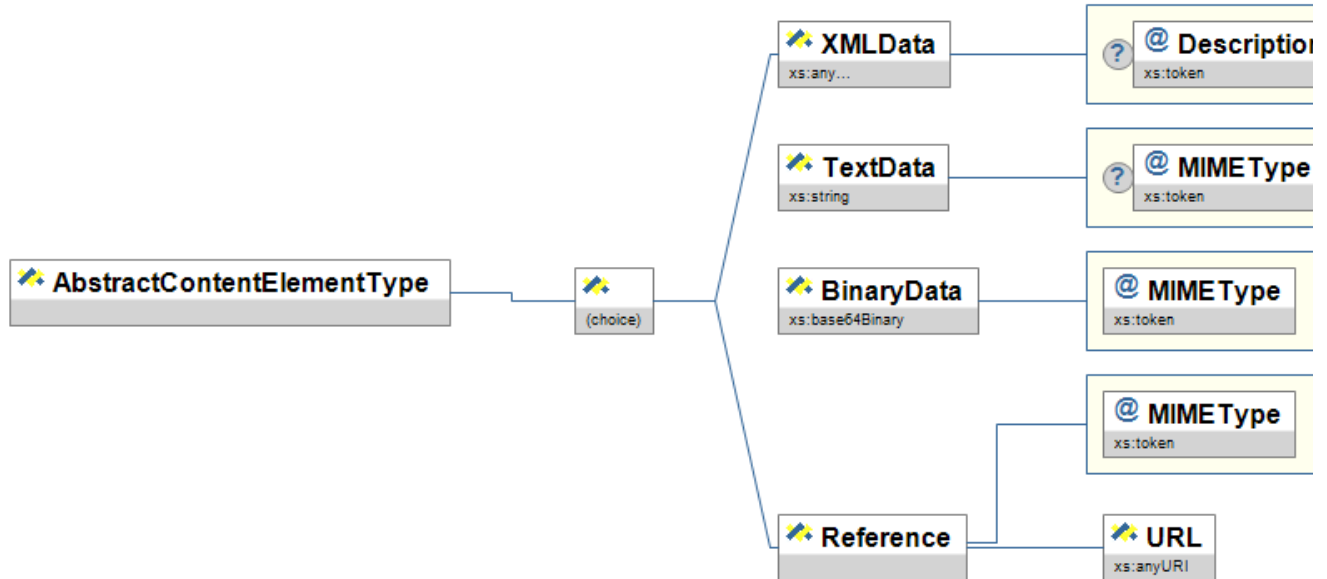 XMLData
xs:any...
? @ Description
xs:token
TextData
xs:string
? @ MIMEType
xs:token
AbstractContentElementType
(choice)
BinaryData
xs:base64Binary
@ MIMEType
xs:token
@ MIMEType
xs:token
Reference
URL
xs:anyURI